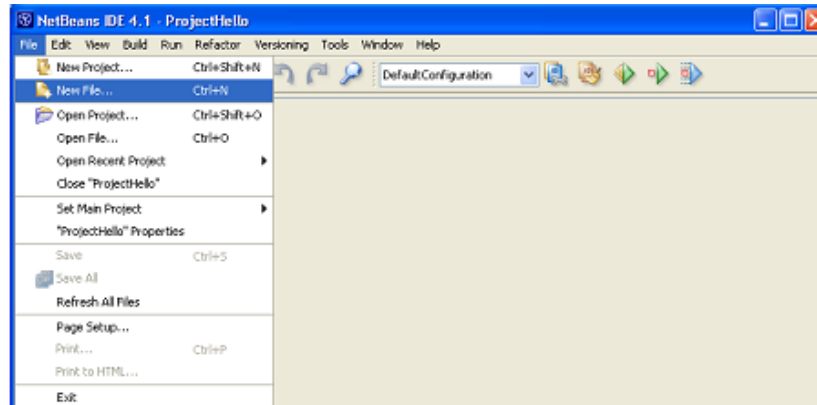 NetBeans IDE 4.1 - ProjectHello
File Edit View Build Run Refactor Versioning Tools Window Help
New Project... Ctrl+Shift+N
DefaultConfiguration
New File... Ctrl+N
Open Project... Ctrl+Shift+O
Open File... Ctrl+O
Open Recent Project
Close "ProjectHello"
Set Main Project
"ProjectHello" Properties
Save Ctrl+S
Save All
Refresh All Files
Page Setup...
Print... Ctrl+P
Print to HTML...
Exit